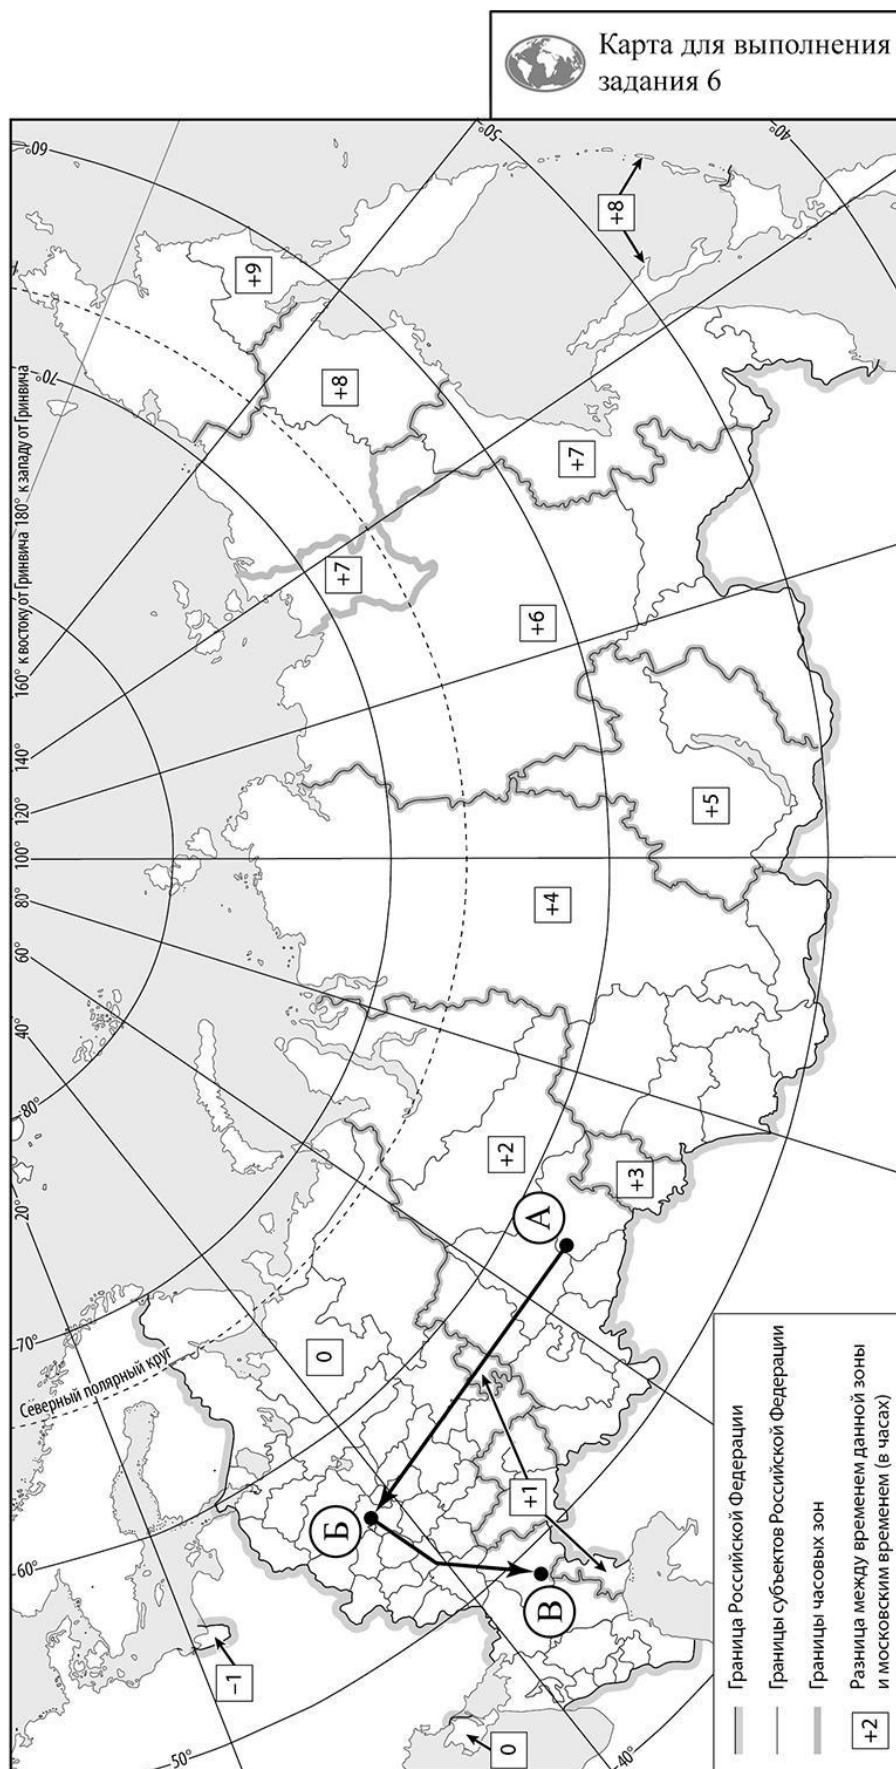 Карта для выполнения
задания 6
160° к востоку от Гринвича 180° к западу от Гринвича
140°
120°
100°
80°
60°
40°
20°
80°
70°
60°
50°
40°
60°
70°
50°
40°
Северный полярный круг
+9
+8
+8
+7
+7
+6
+5
+4
+3
+2
+1
0
0
−1
А
Б
В
Граница Российской Федерации
Границы субъектов Российской Федерации
Границы часовых зон
+2
Разница между временем данной зоны
и московским временем (в часах)